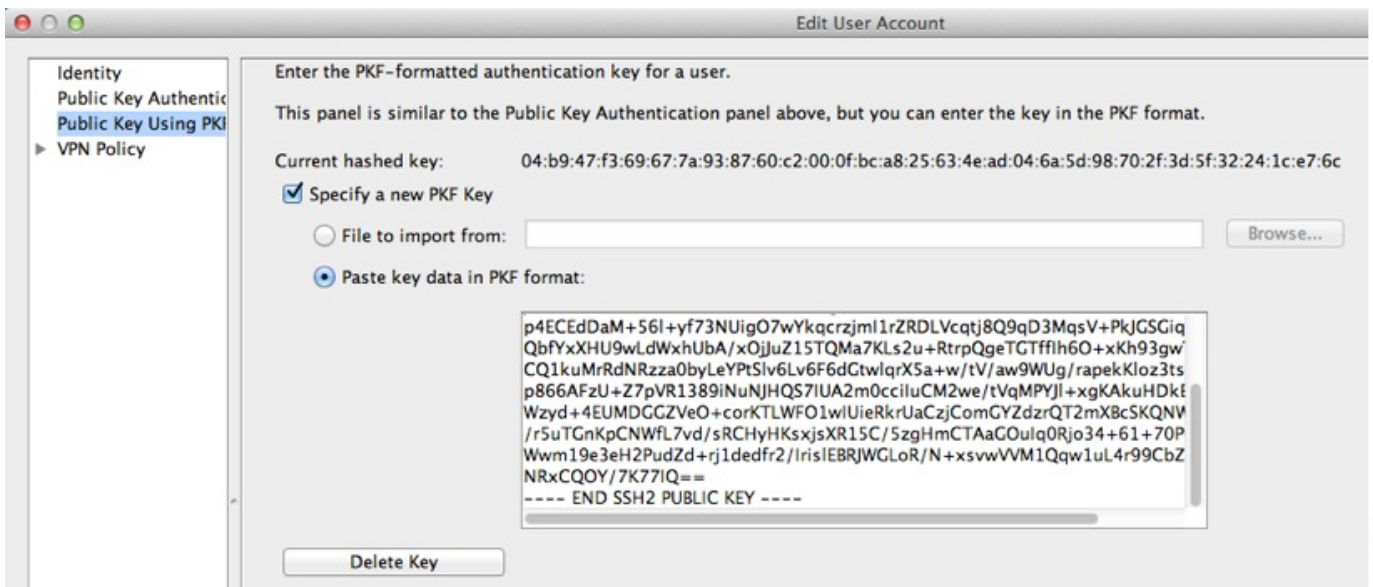 Edit User Account
Identity
Public Key Authentic
Public Key Using PKF
VPN Policy
Enter the PKF-formatted authentication key for a user.
This panel is similar to the Public Key Authentication panel above, but you can enter the key in the PKF format.
Current hashed key: 04:b9:47:f3:69:67:7a:93:87:60:c2:00:0f:bc:a8:25:63:4e:ad:04:6a:5d:98:70:2f:3d:5f:32:24:1c:e7:6c
Specify a new PKF Key
File to import from: Browse...
Paste key data in PKF format:
p4ECEdDaM+56l+yf73NUigO7wYkqcrzjmI1rZRDLVcqtj8Q9qD3MqsV+PkJGSGiq
QbfYxXHU9wLdWxhUbA/xOjJuZ15TQMa7KLs2u+RtrpQgeTGTffIh6O+xKh93gw
CQ1kuMrRdNRzza0byLeYPtSlv6Lv6F6dGtwlqrX5a+w/tV/aw9WUg/rapekKloz3ts
p866AFzU+Z7pVR1389iNuNJHQS7IUA2m0cciluCM2we/tVqMPYJl+xgKAkuHDkE
Wzyd+4EUMDGGZVeO+corKTLWFO1wlUieRkrUaCzjComGYZdzrQT2mXBcSKQNW
/r5uTGnKpCNWfL7vd/sRCHyHKsxjsXR15C/5zgHmCTAaGOulq0Rjo34+61+70P
Wwm19e3eH2PudZd+rj1dedfr2/IrislEBRJWGLoR/N+xsvwVVM1Qqw1uL4r99CbZ
NRxCQOY/7K77IQ==
---- END SSH2 PUBLIC KEY ----
Delete Key